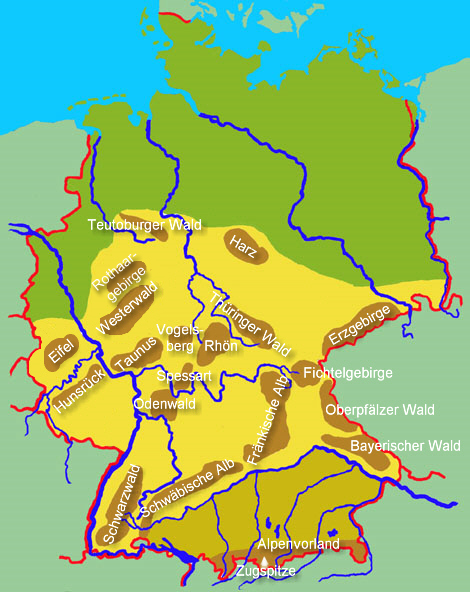 Teutoburger Wald
Harz
Rothaar-
gebirge
Westerwald
Thüringer Wald
Vogels-
berg
Rhön
Erzgebirge
Eifel
Taunus
Hunsrück
Spessart
Fichtelgebirge
Odenwald
Fränkische Alb
Oberpfälzer Wald
Bayerischer Wald
Schwäbische Alb
Schwarzwald
Alpenvorland
Zugspitze